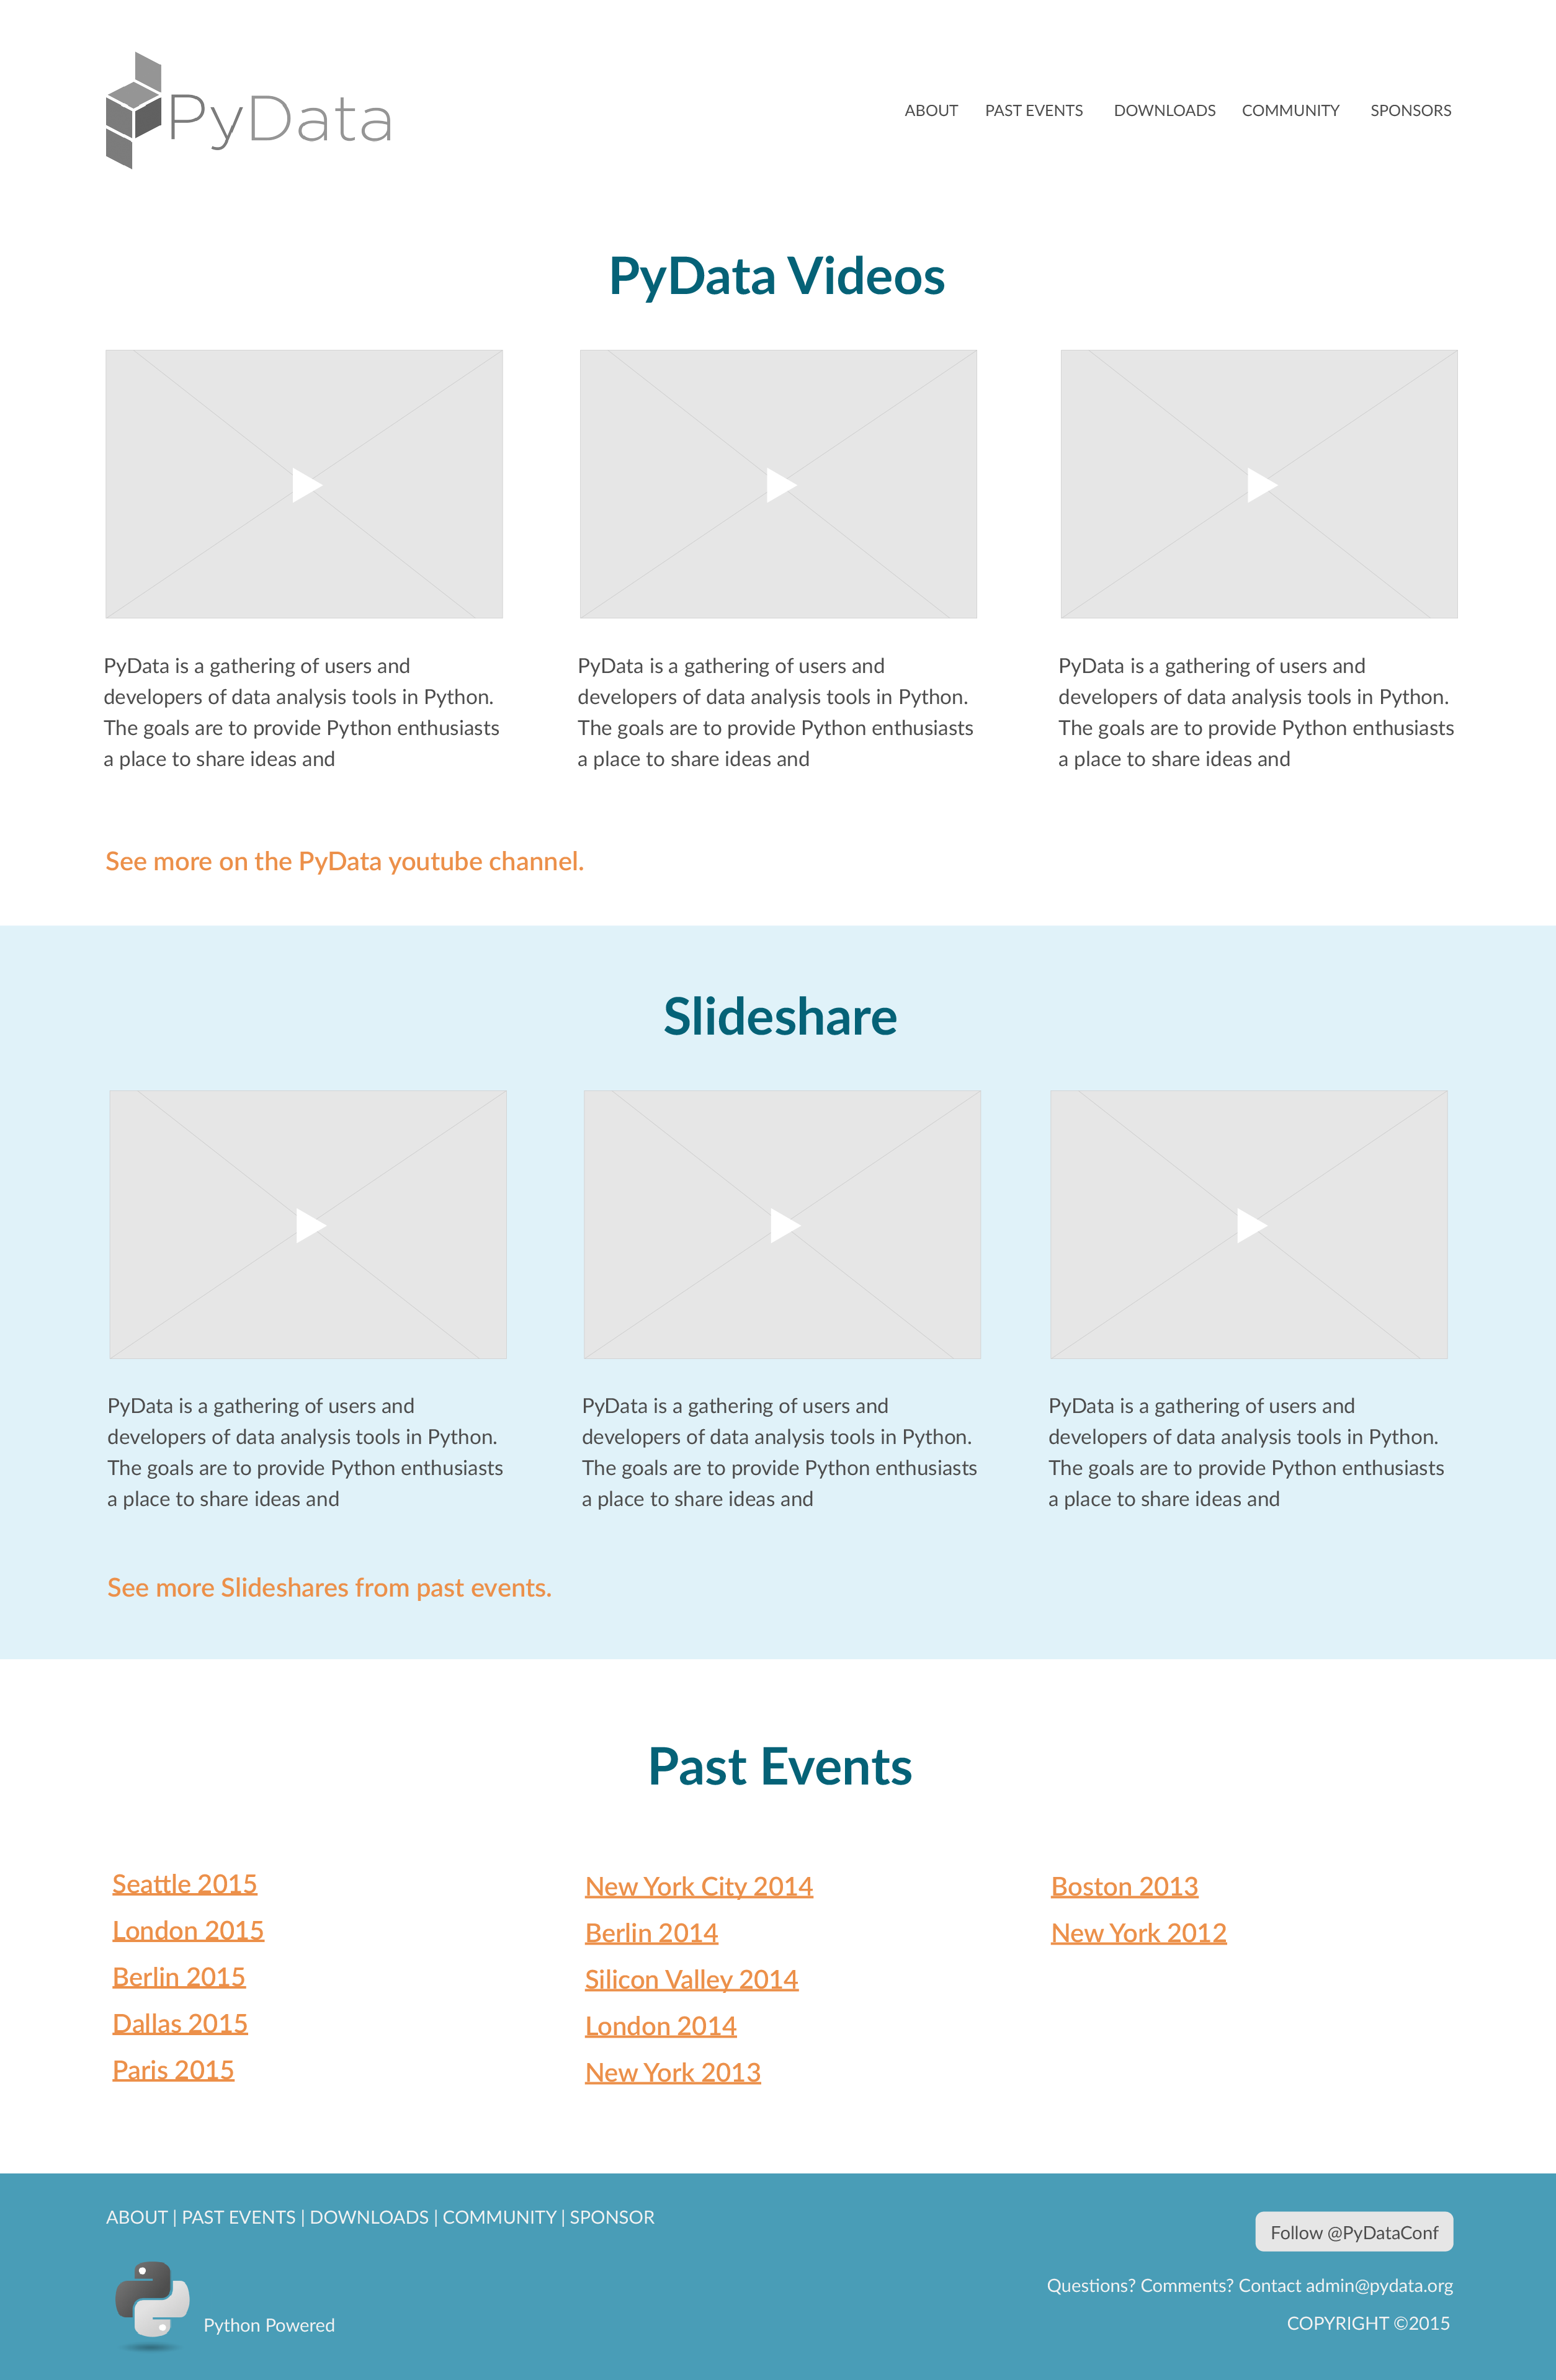 PyData
ABOUT PAST EVENTS DOWNLOADS COMMUNITY SPONSORS
PyData Videos
PyData is a gathering of users and
developers of data analysis tools in Python.
The goals are to provide Python enthusiasts
a place to share ideas and
PyData is a gathering of users and
developers of data analysis tools in Python.
The goals are to provide Python enthusiasts
a place to share ideas and
PyData is a gathering of users and
developers of data analysis tools in Python.
The goals are to provide Python enthusiasts
a place to share ideas and
See more on the PyData youtube channel.
Slideshare
PyData is a gathering of users and
developers of data analysis tools in Python.
The goals are to provide Python enthusiasts
a place to share ideas and
PyData is a gathering of users and
developers of data analysis tools in Python.
The goals are to provide Python enthusiasts
a place to share ideas and
PyData is a gathering of users and
developers of data analysis tools in Python.
The goals are to provide Python enthusiasts
a place to share ideas and
See more Slideshares from past events.
Past Events
Seattle 2015
London 2015
Berlin 2015
Dallas 2015
Paris 2015
New York City 2014
Berlin 2014
Silicon Valley 2014
London 2014
New York 2013
Boston 2013
New York 2012
ABOUT | PAST EVENTS | DOWNLOADS | COMMUNITY | SPONSOR
Python Powered
Follow @PyDataConf
Questions? Comments? Contact admin@pydata.org
COPYRIGHT ©2015